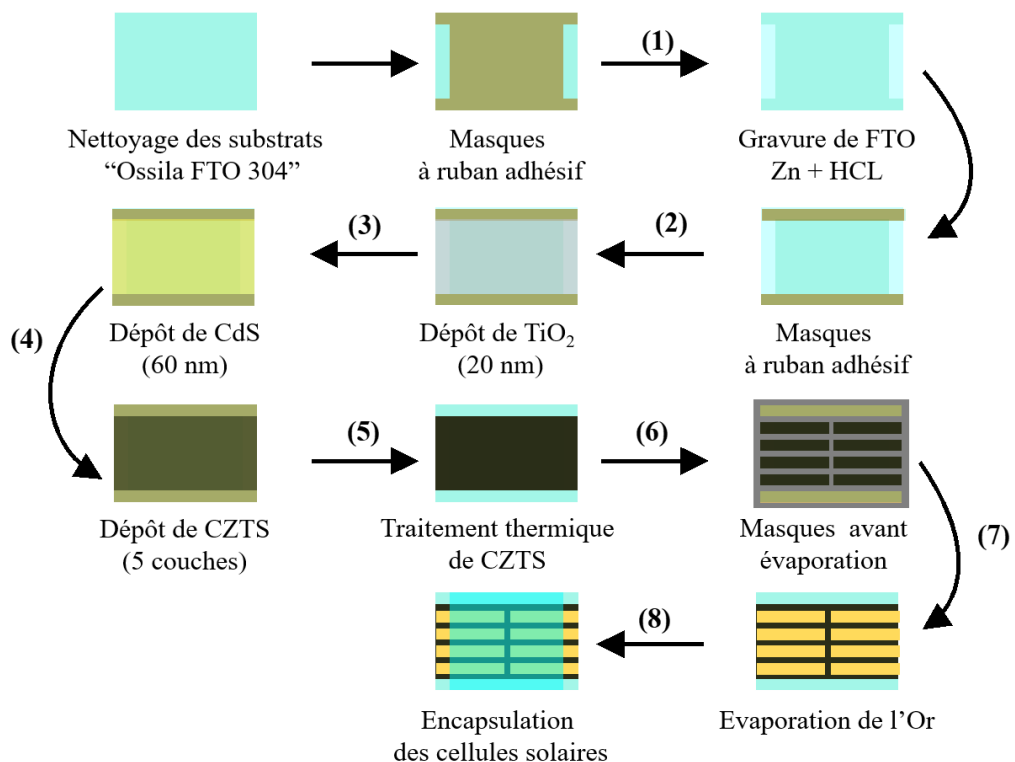 Nettoyage des substrats
“Ossila FTO 304”
Masques
à ruban adhésif
(1)
Gravure de FTO
Zn + HCL
(2)
Masques
à ruban adhésif
Dépôt de TiO₂
(20 nm)
(3)
Dépôt de CdS
(60 nm)
(4)
Dépôt de CZTS
(5 couches)
(5)
Traitement thermique
de CZTS
(6)
Masques avant
évaporation
(7)
Evaporation de l’Or
(8)
Encapsulation
des cellules solaires